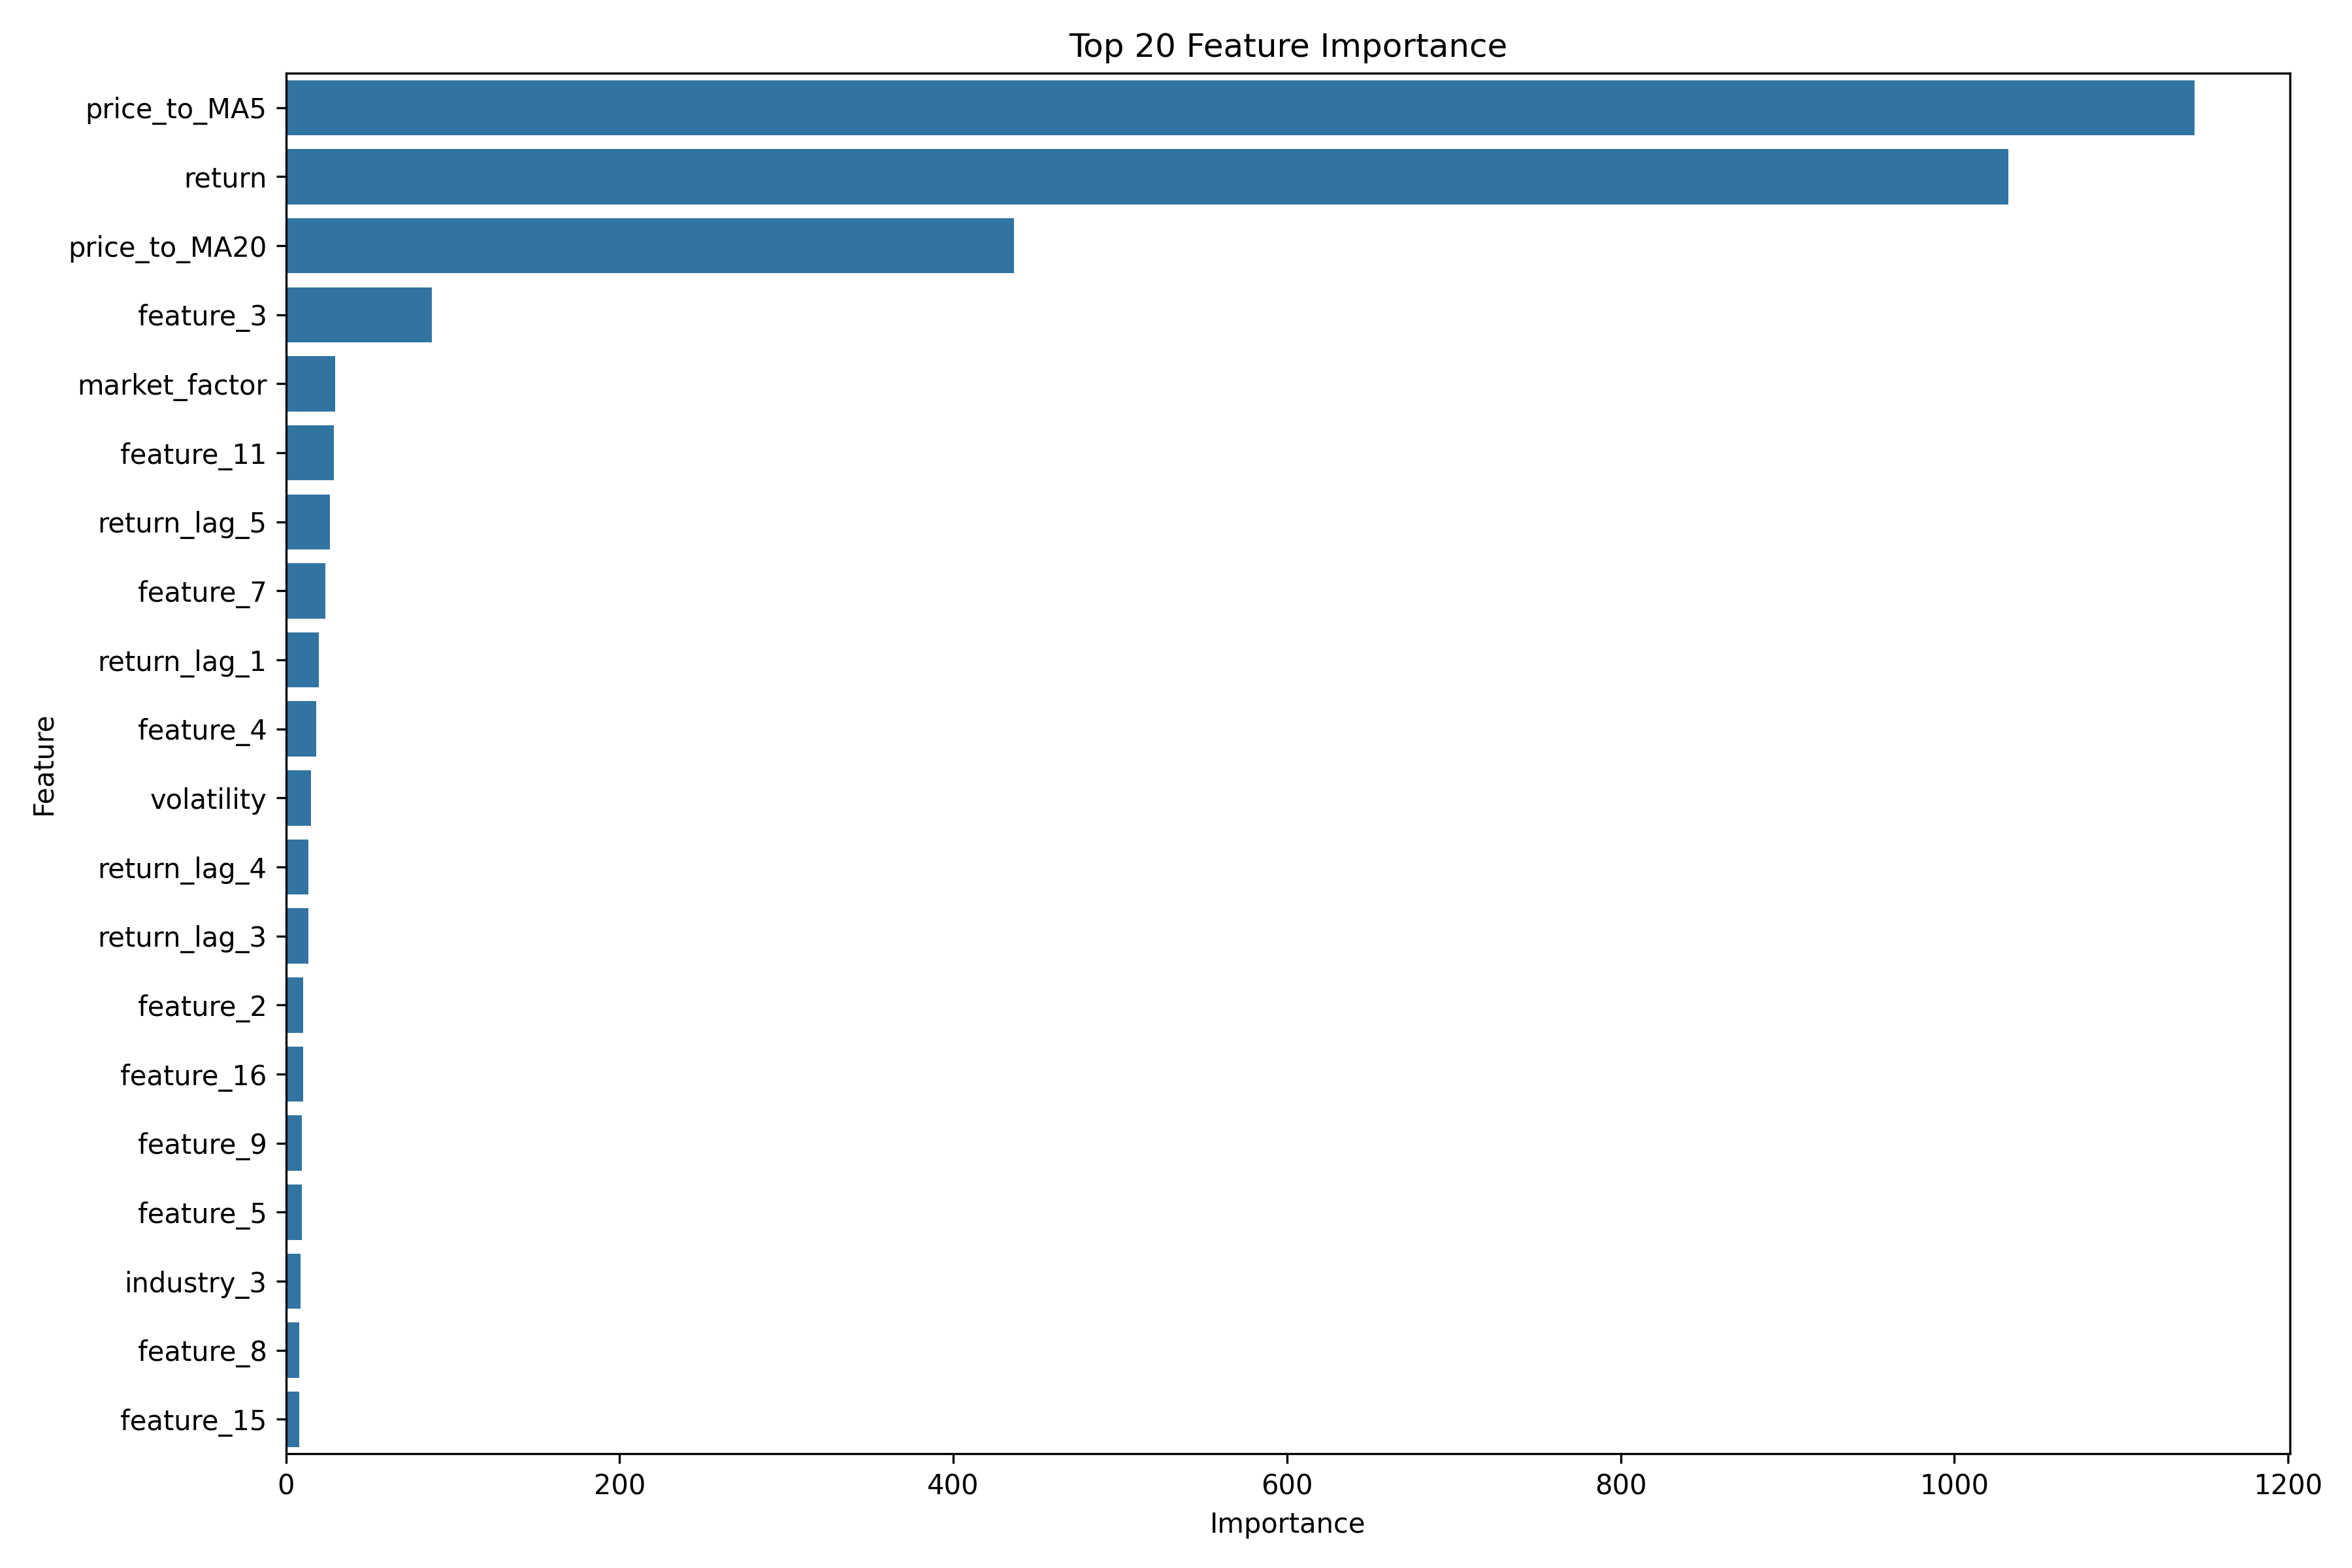 Top 20 Feature Importance
price_to_MA5
return
price_to_MA20
feature_3
market_factor
feature_11
return_lag_5
feature_7
return_lag_1
feature_4
volatility
return_lag_4
return_lag_3
feature_2
feature_16
feature_9
feature_5
industry_3
feature_8
feature_15
Feature
0 200 400 600 800 1000 1200
Importance